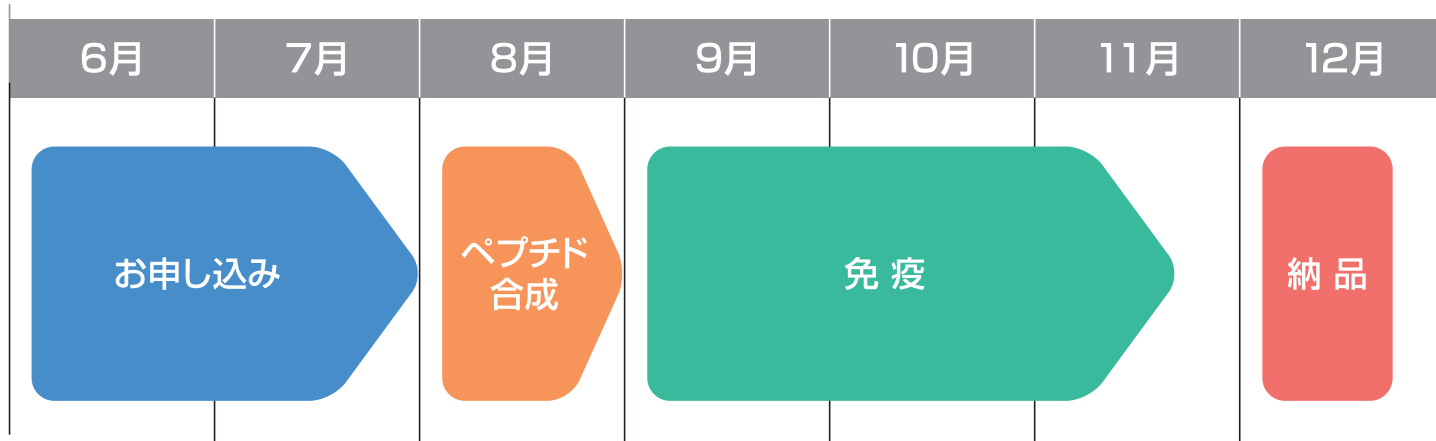 6月 7月 8月 9月 10月 11月 12月
お申し込み
ペプチド
合成
免 疫
納 品